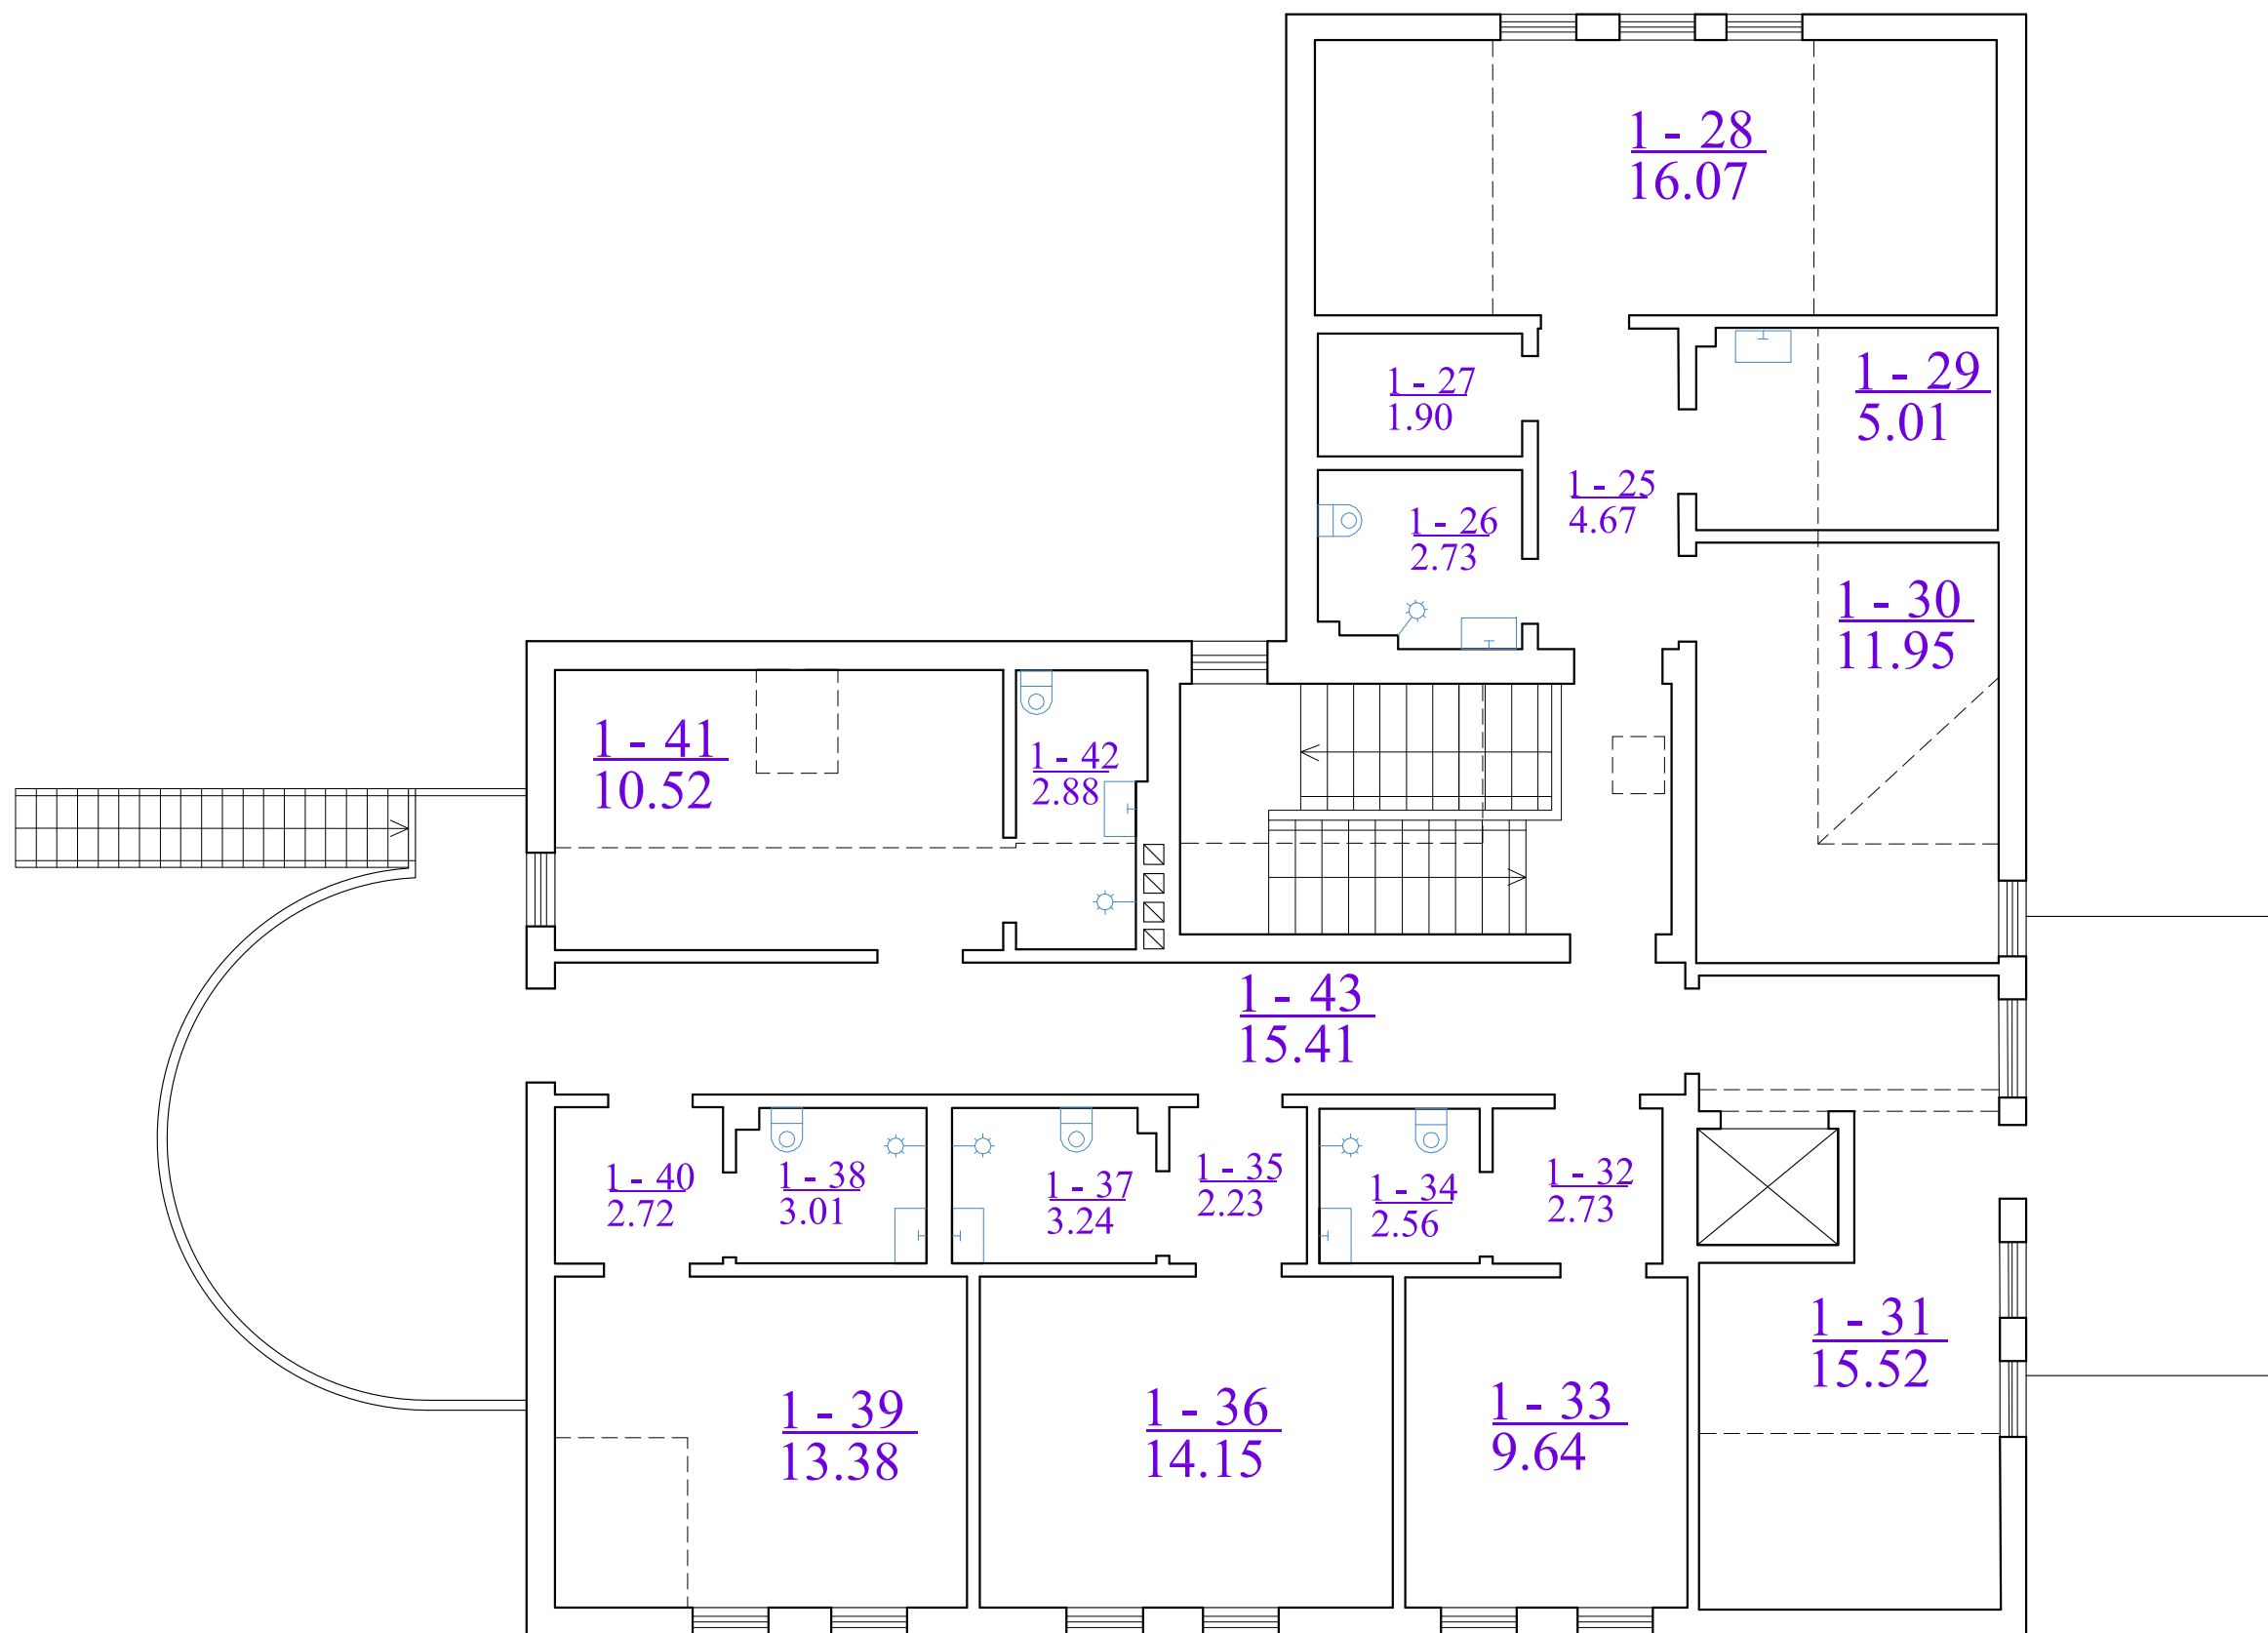 1 - 28
16.07
1 - 27
1.90
1 - 29
5.01
1 - 25
4.67
1 - 26
2.73
1 - 30
11.95
1 - 41
10.52
1 - 42
2.88
1 - 43
15.41
1 - 40
2.72
1 - 38
3.01
1 - 37
3.24
1 - 35
2.23
1 - 34
2.56
1 - 32
2.73
1 - 31
15.52
1 - 39
13.38
1 - 36
14.15
1 - 33
9.64